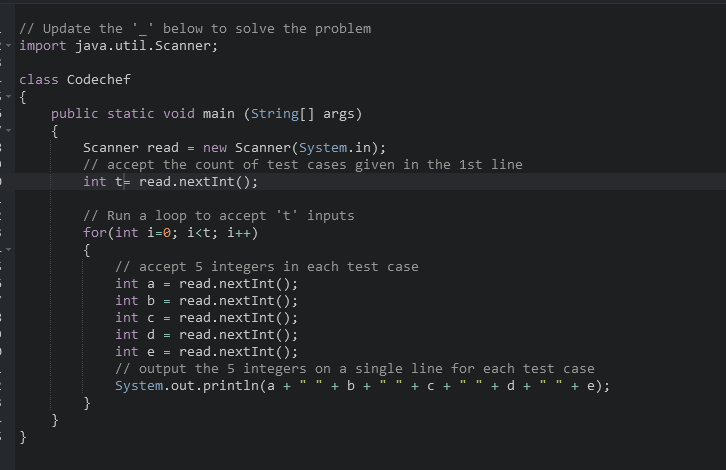 // Update the '_' below to solve the problem
import java.util.Scanner;
class Codechef
{
public static void main (String[] args)
{
Scanner read = new Scanner(System.in);
// accept the count of test cases given in the 1st line
int t= read.nextInt();
// Run a loop to accept 't' inputs
for(int i=0; i<t; i++)
{
// accept 5 integers in each test case
int a = read.nextInt();
int b = read.nextInt();
int c = read.nextInt();
int d = read.nextInt();
int e = read.nextInt();
// output the 5 integers on a single line for each test case
System.out.println(a + " " + b + " " + c + " " + d + " " + e);
}
}
}